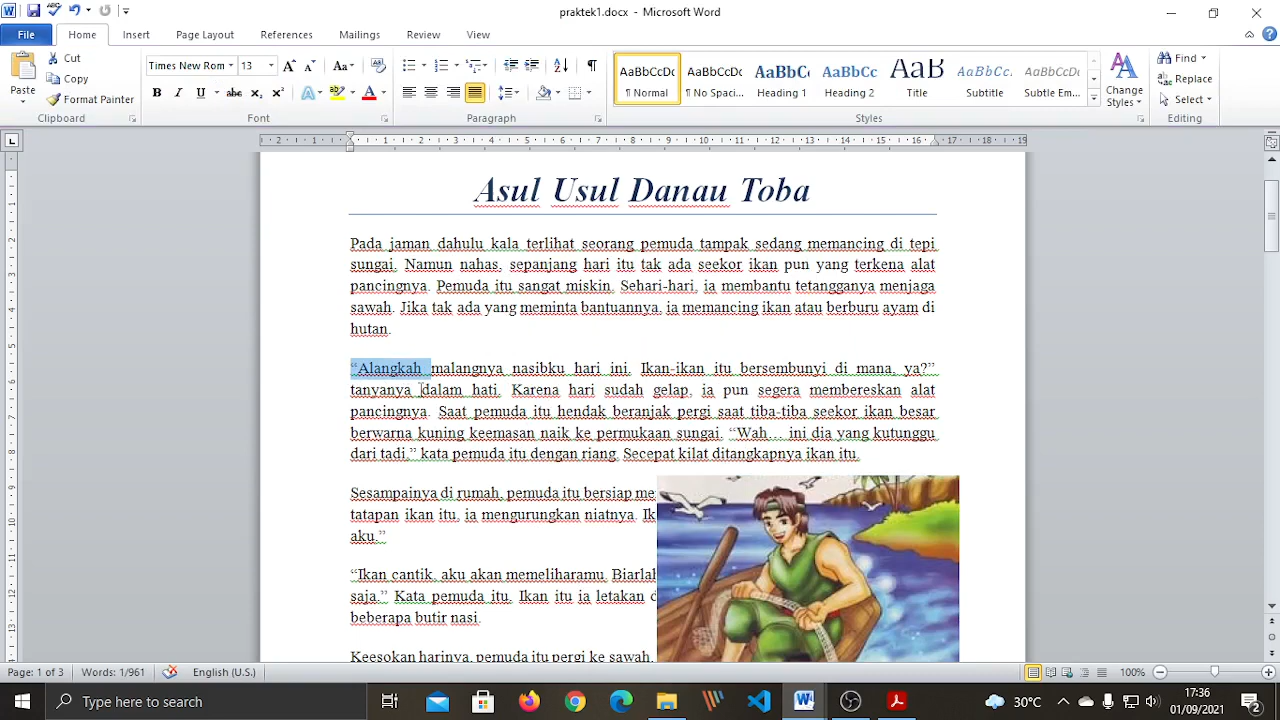 praktek1.docx - Microsoft Word
File Home Insert Page Layout References Mailings Review View
Paste
Cut
Copy
Format Painter
Clipboard
Times New Rom 13
Font
Paragraph
AaBbCcDc AaBbCcDc AaBbC AaBbCc AaB AaBbCc. AaBbCcDc
¶ Normal ¶ No Spaci... Heading 1 Heading 2 Title Subtitle Subtle Em...
Change Styles
Styles
Find
Replace
Select
Editing
Asul Usul Danau Toba
Pada jaman dahulu kala terlihat seorang pemuda tampak sedang memancing di tepi
sungai. Namun nahas, sepanjang hari itu tak ada seekor ikan pun yang terkena alat
pancingnya. Pemuda itu sangat miskin. Sehari-hari, ia membantu tetangganya menjaga
sawah. Jika tak ada yang meminta bantuannya, ia memancing ikan atau berburu ayam di
hutan.
“Alangkah malangnya nasibku hari ini. Ikan-ikan itu bersembunyi di mana, ya?”
tanyanya dalam hati. Karena hari sudah gelap, ia pun segera membereskan alat
pancingnya. Saat pemuda itu hendak beranjak pergi saat tiba-tiba seekor ikan besar
berwarna kuning keemasan naik ke permukaan sungai. “Wah… ini dia yang kutunggu
dari tadi,” kata pemuda itu dengan riang. Secepat kilat ditangkapnya ikan itu.
Sesampainya di rumah, pemuda itu bersiap me
tatapan ikan itu, ia mengurungkan niatnya. Ik
aku.”
“Ikan cantik, aku akan memeliharamu. Biarlah
saja.” Kata pemuda itu. Ikan itu ia letakan d
beberapa butir nasi.
Keesokan harinya, pemuda itu pergi ke sawah.
Page: 1 of 3 Words: 1/961 English (U.S.) 100%
Type here to search
30°C
17:36
01/09/2021
2